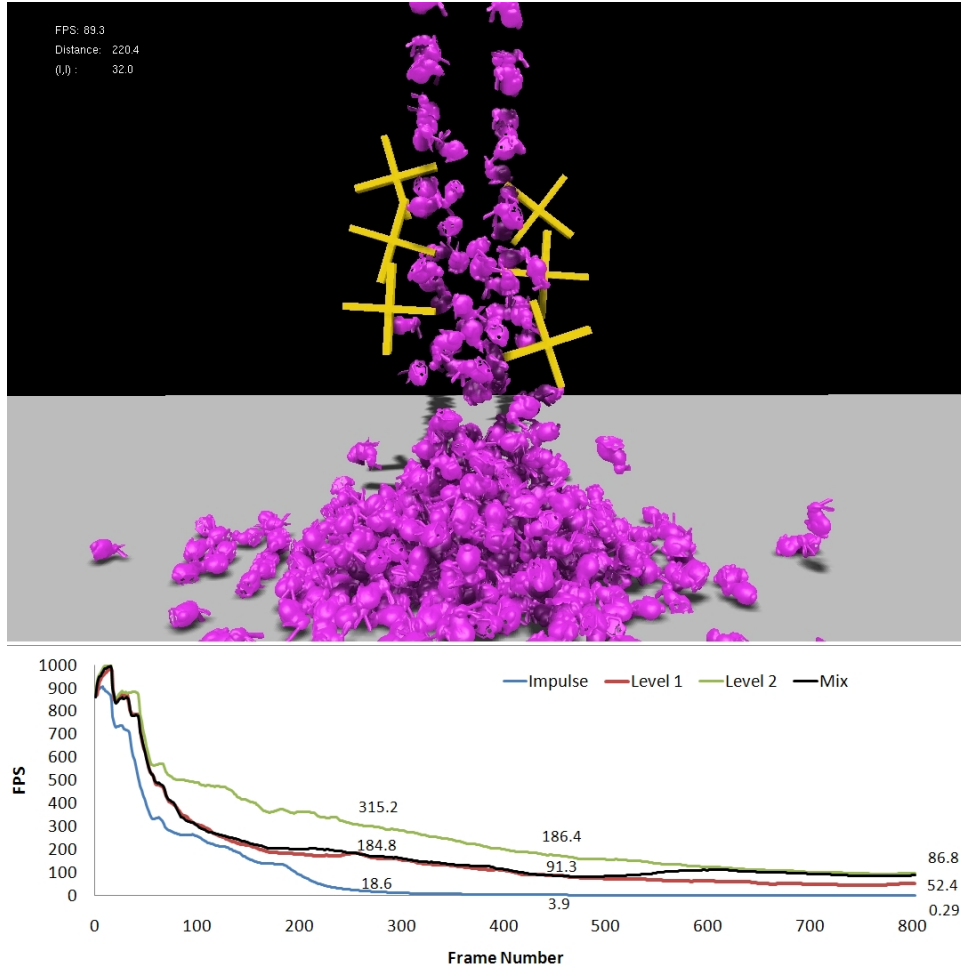 FPS: 89.3
Distance: 220.4
(I,I) : 32.0
1000
900
800
700
600
500
400
300
200
100
0
FPS
Impulse Level 1 Level 2 Mix
315.2
184.8
18.6
186.4
91.3
3.9
86.8
52.4
0.29
0 100 200 300 400 500 600 700 800
Frame Number